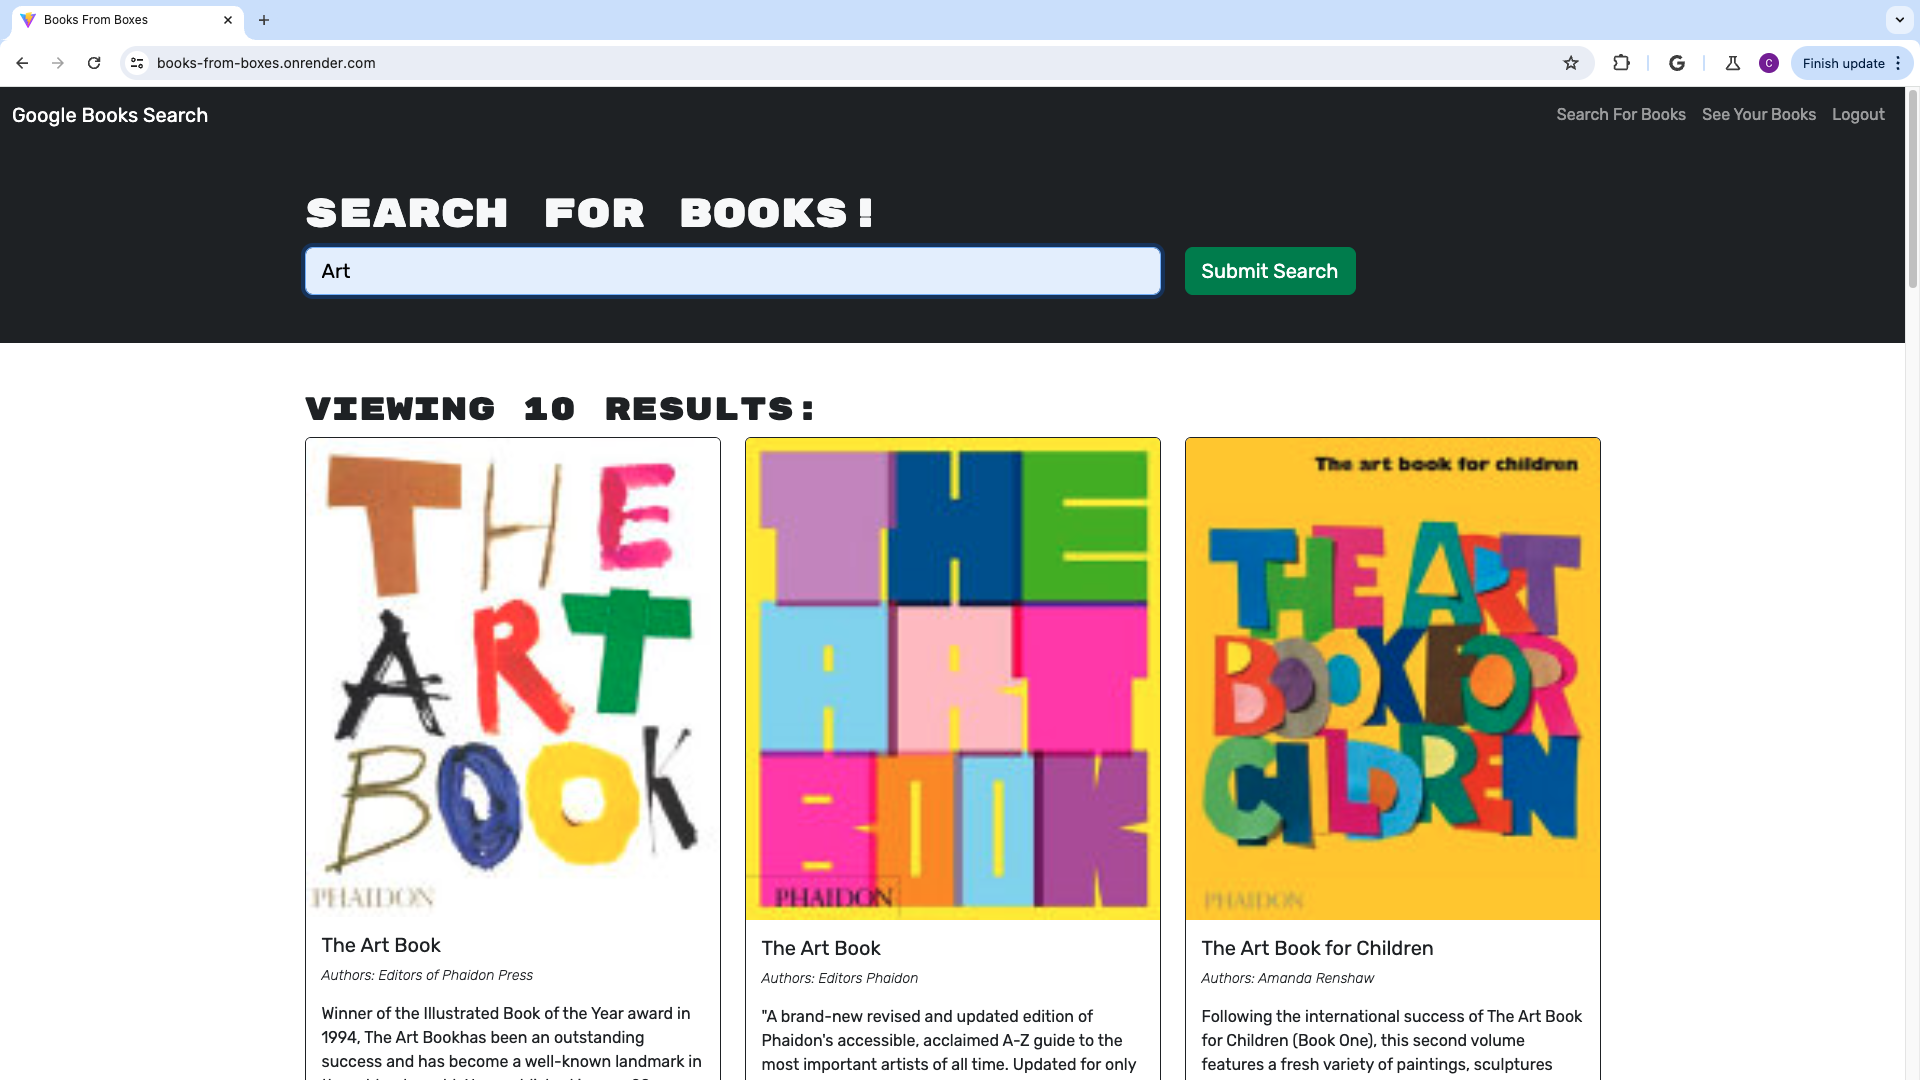 Books From Boxes
books-from-boxes.onrender.com
C
Finish update
Google Books Search
Search For Books
See Your Books
Logout
SEARCH FOR BOOKS!
Art
Submit Search
VIEWING 10 RESULTS:
THE
ART
BOOK
PHAIDON
The Art Book
Authors: Editors of Phaidon Press
Winner of the Illustrated Book of the Year award in
1994, The Art Bookhas been an outstanding
success and has become a well-known landmark in
THE
ART
BOOK
PHAIDON
The Art Book
Authors: Editors Phaidon
"A brand-new revised and updated edition of
Phaidon's accessible, acclaimed A-Z guide to the
most important artists of all time. Updated for only
The art book for children
THE ART
BOOK FOR
CHILDREN
PHAIDON
The Art Book for Children
Authors: Amanda Renshaw
Following the international success of The Art Book
for Children (Book One), this second volume
features a fresh variety of paintings, sculptures